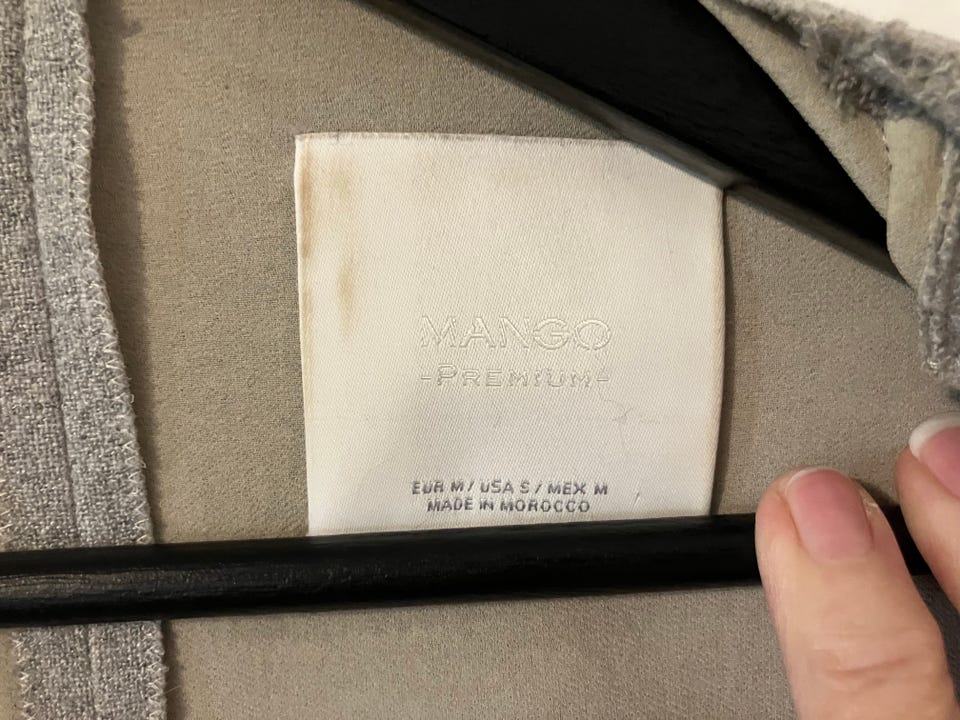 MANGO
-PREMIUM-
EUR M / USA S / MEX M
MADE IN MOROCCO